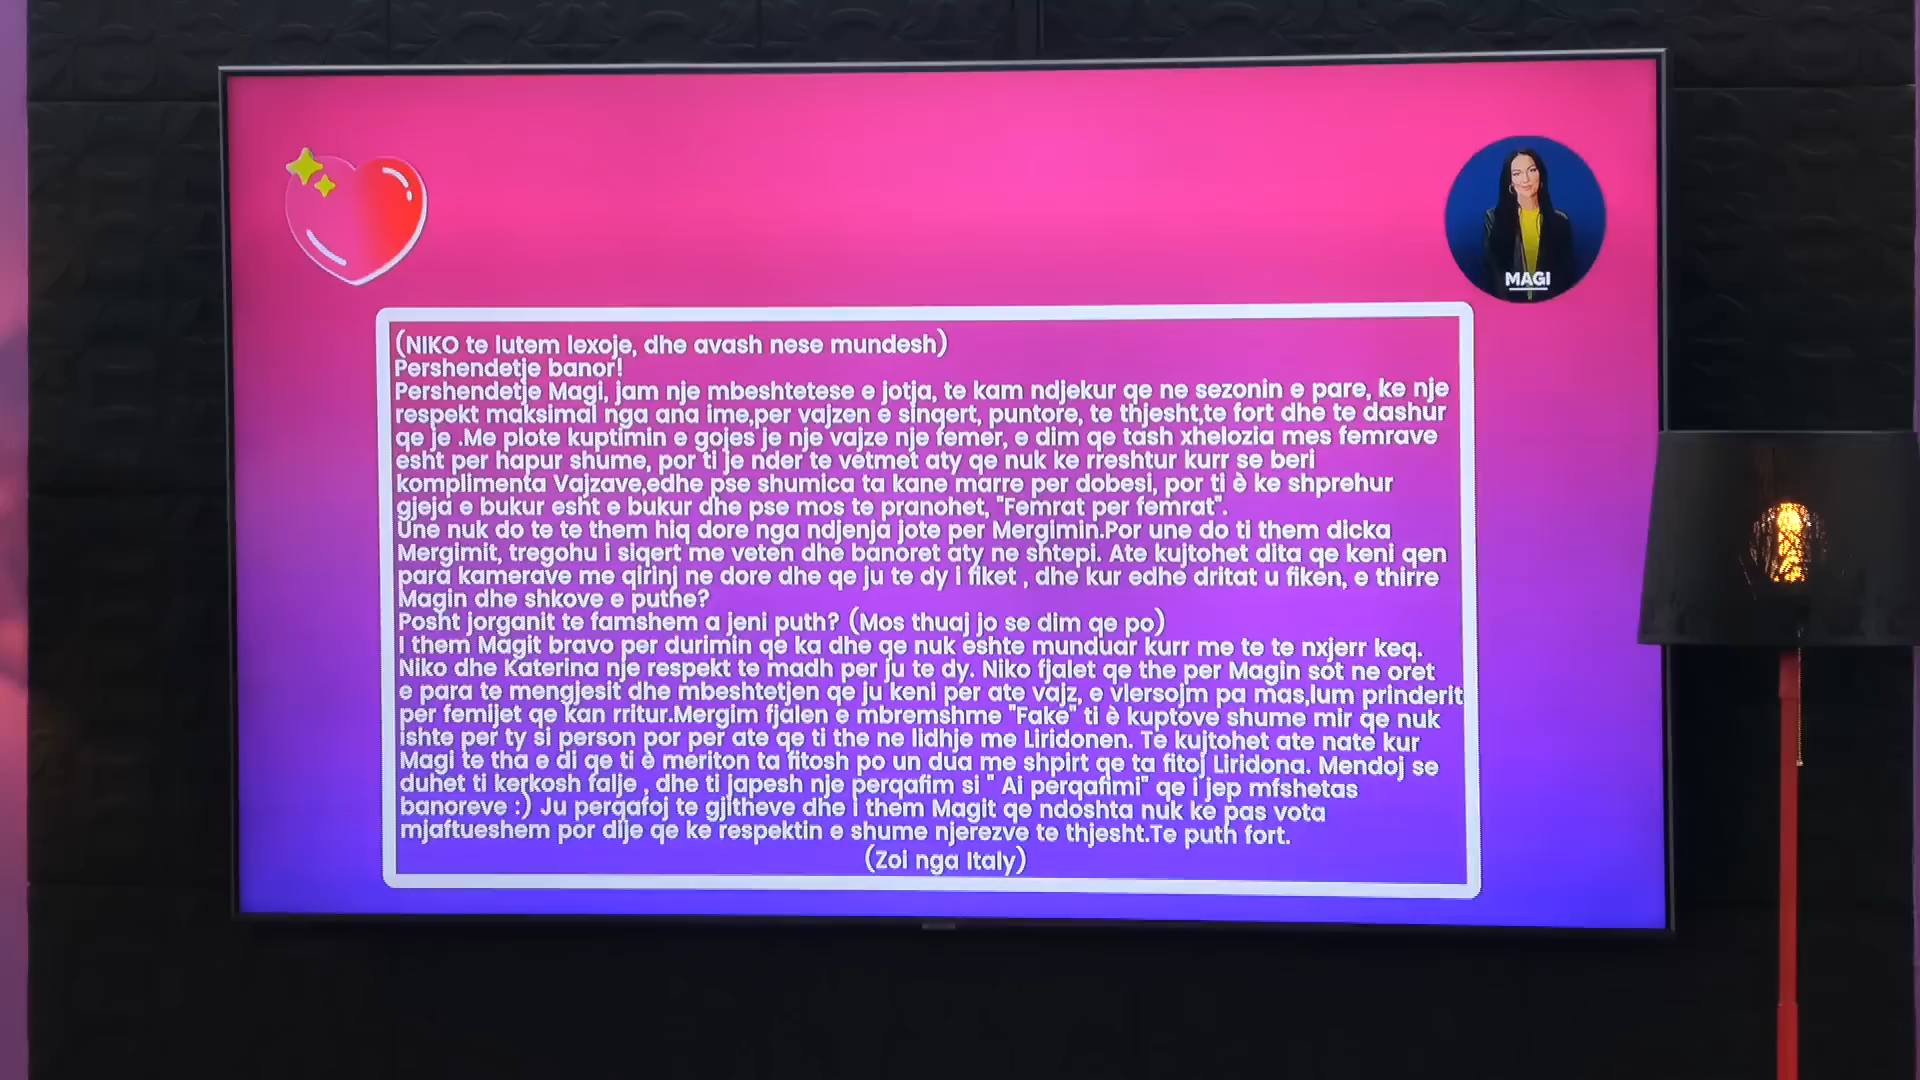 MAGI
(NIKO te lutem lexoje, dhe avash nese mundesh)
Pershendetje banor!
Pershendetje Magi, jam nje mbeshtetese e jotja, te kam ndjekur qe ne sezonin e pare, ke nje
respekt maksimal nga ana ime,per vajzen e singert, puntore, te thjesht,te fort dhe te dashur
qe je .Me plote kuptimin e gojes je nje vajze nje femer, e dim qe tash xhelozia mes femrave
esht per hapur shume, por ti je nder te vetmet aty qe nuk ke rreshtur kurr se beri
komplimenta Vajzave,edhe pse shumica ta kane marre per dobesi, por ti è ke shprehur
gjeja e bukur esht e bukur dhe pse mos te pranohet, "Femrat per femrat".
Une nuk do te te them hiq dore nga ndjenja jote per Mergimin.Por une do ti them dicka
Mergimit, tregohu i siqert me veten dhe banoret aty ne shtepi. Ate kujtohet dita qe keni qen
para kamerave me qirinj ne dore dhe qe ju te dy i fiket , dhe kur edhe dritat u fiken, e thirre
Magin dhe shkove e puthe?
Posht jorganit te famshem a jeni puth? (Mos thuaj jo se dim qe po)
I them Magit bravo per durimin qe ka dhe qe nuk eshte munduar kurr me te te nxjerr keq.
Niko dhe Katerina nje respekt te madh per ju te dy. Niko fjalet qe the per Magin sot ne oret
e para te mengjesit dhe mbeshtetjen qe ju keni per ate vajz, e vlersojm pa mas,lum prinderit
per femijet qe kan rritur.Mergim fjalen e mbremshme "Fake" ti è kuptove shume mir qe nuk
ishte per ty si person por per ate qe ti the ne lidhje me Liridonen. Te kujtohet ate nate kur
Magi te tha e di qe ti è meriton ta fitosh po un dua me shpirt qe ta fitoj Liridona. Mendoj se
duhet ti kerkosh falje , dhe ti japesh nje perqafim si " Ai perqafimi" qe i jep mfshetas
banoreve :) Ju perqafoj te gjitheve dhe i them Magit qe ndoshta nuk ke pas vota
mjaftueshem por dije qe ke respektin e shume njerezve te thjesht.Te puth fort.
(Zoi nga Italy)